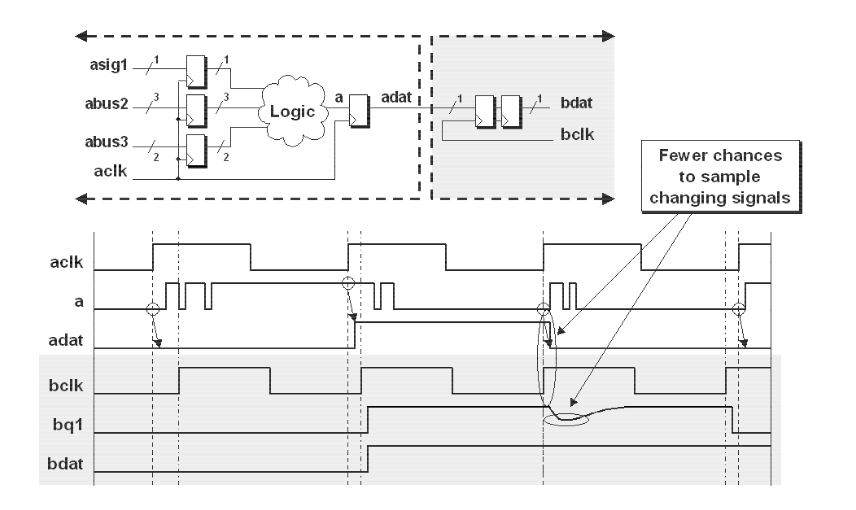 asig1 1 1
abus2 3 3 Logic a adat 1 1 bdat
abus3 2 2 bclk
aclk
Fewer chances
to sample
changing signals
aclk
a
adat
bclk
bq1
bdat